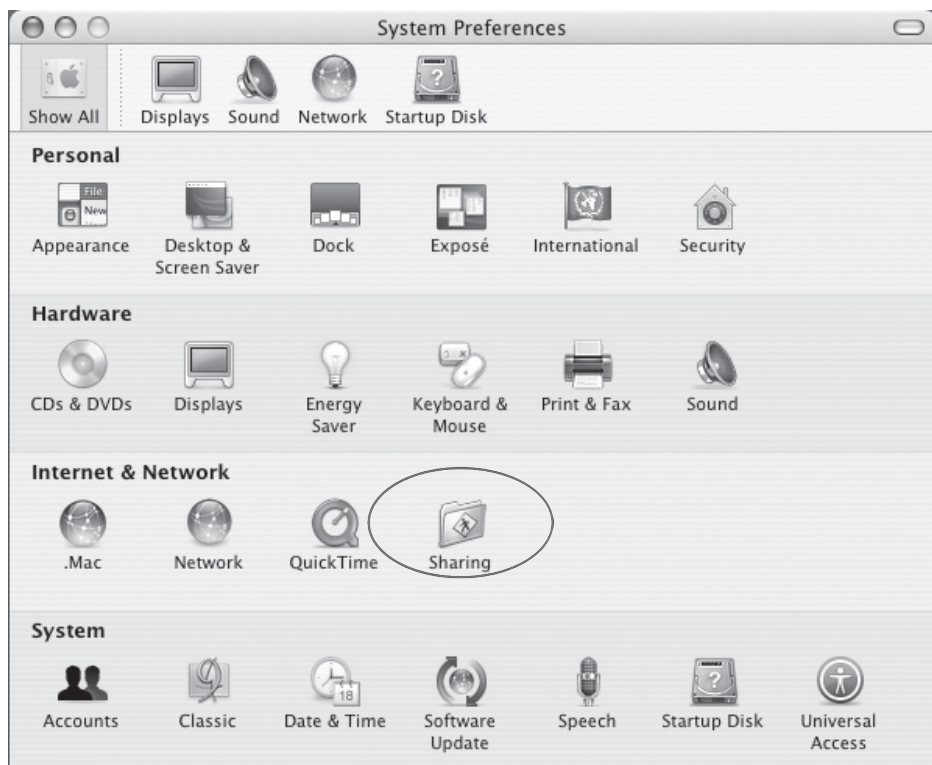 System Preferences
Show All Displays Sound Network Startup Disk
Personal
File
New
Appearance Desktop & Screen Saver Dock Exposé International Security
Hardware
CDs & DVDs Displays Energy Saver Keyboard & Mouse Print & Fax Sound
Internet & Network
.Mac Network QuickTime Sharing
System
18
Accounts Classic Date & Time Software Update Speech Startup Disk Universal Access